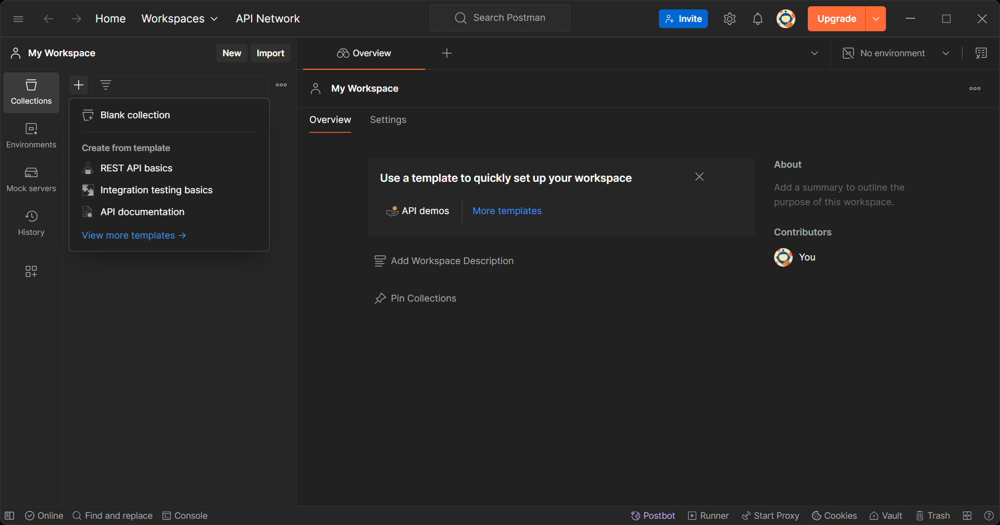 Home Workspaces API Network Search Postman Invite Upgrade
My Workspace New Import Overview No environment
Collections
Environments
Mock servers
History
Blank collection
Create from template
REST API basics
Integration testing basics
API documentation
View more templates →
My Workspace
Overview Settings
Use a template to quickly set up your workspace
API demos More templates
Add Workspace Description
Pin Collections
About
Add a summary to outline the
purpose of this workspace.
Contributors
You
Online Find and replace Console Postbot Runner Start Proxy Cookies Vault Trash